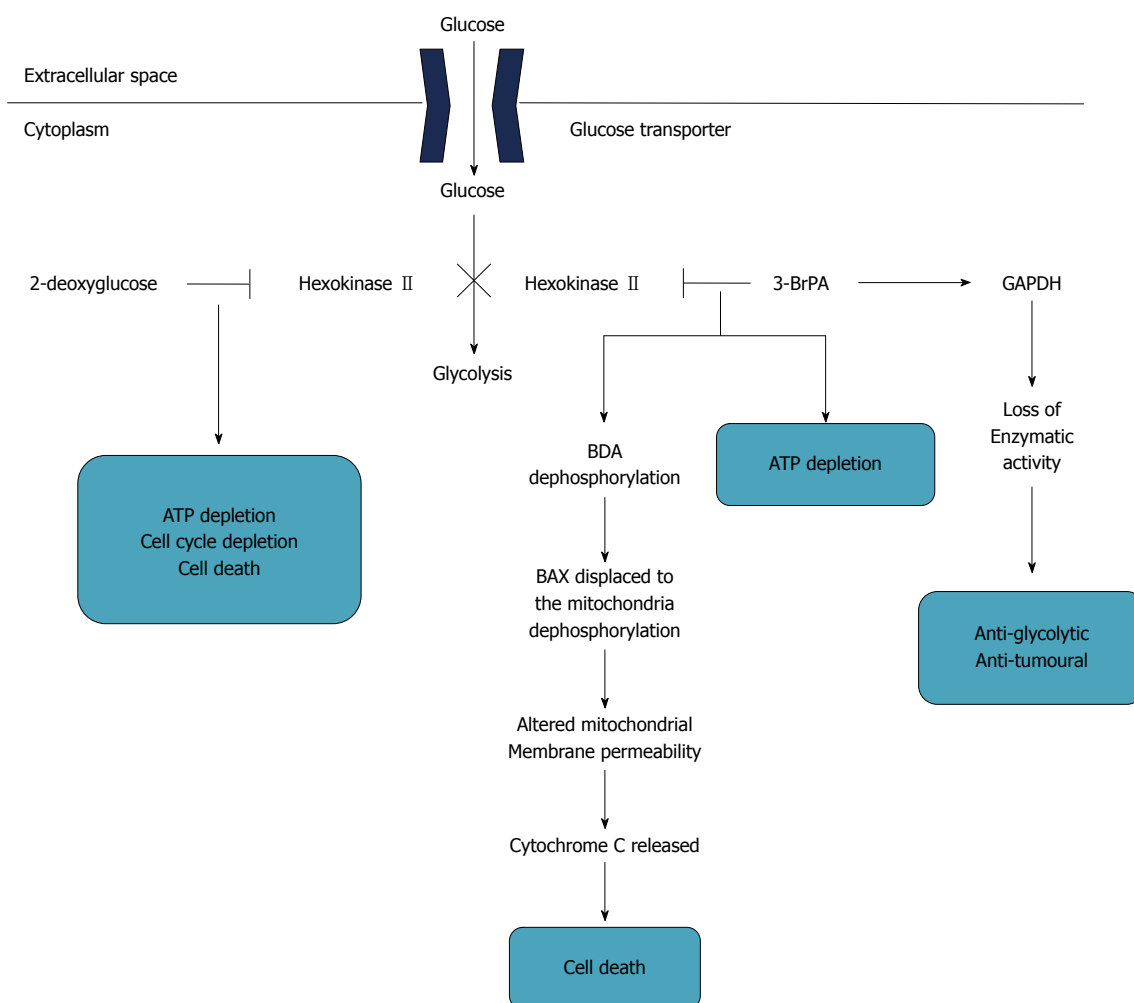 Glucose
Extracellular space
Cytoplasm
Glucose transporter
Glucose
2-deoxyglucose
Hexokinase Ⅱ
Hexokinase Ⅱ
3-BrPA
GAPDH
Glycolysis
Loss of
Enzymatic
activity
BDA
dephosphorylation
ATP depletion
ATP depletion
Cell cycle depletion
Cell death
BAX displaced to
the mitochondria
dephosphorylation
Anti-glycolytic
Anti-tumoural
Altered mitochondrial
Membrane permeability
Cytochrome C released
Cell death